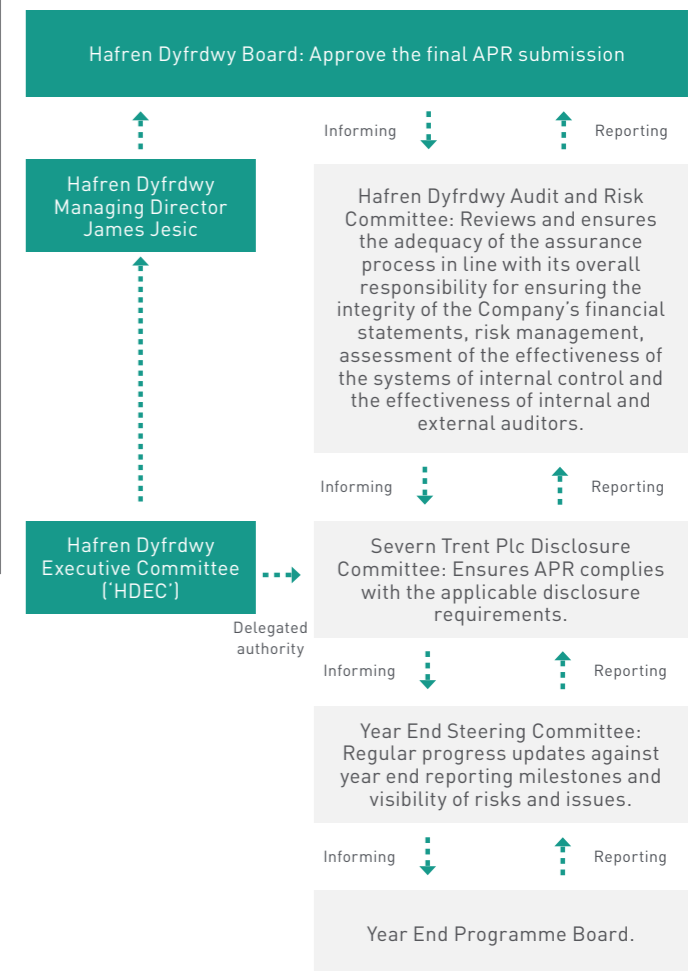 Hafren Dyfrdwy Board: Approve the final APR submission
Informing
Reporting
Hafren Dyfrdwy
Managing Director
James Jesic
Hafren Dyfrdwy Audit and Risk
Committee: Reviews and ensures
the adequacy of the assurance
process in line with its overall
responsibility for ensuring the
integrity of the Company’s financial
statements, risk management,
assessment of the effectiveness of
the systems of internal control and
the effectiveness of internal and
external auditors.
Informing
Reporting
Hafren Dyfrdwy
Executive Committee
(‘HDEC’)
Delegated
authority
Severn Trent Plc Disclosure
Committee: Ensures APR complies
with the applicable disclosure
requirements.
Informing
Reporting
Year End Steering Committee:
Regular progress updates against
year end reporting milestones and
visibility of risks and issues.
Informing
Reporting
Year End Programme Board.